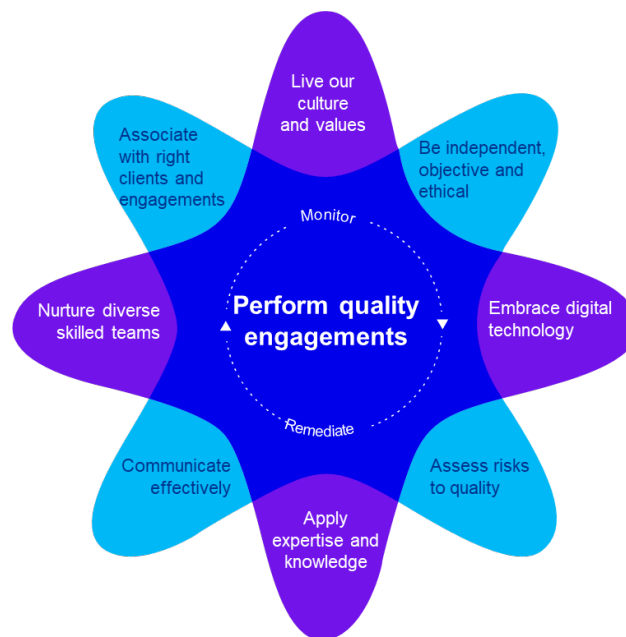 Live our
culture
and values
Associate
with right
clients and
engagements
Be independent,
objective and
ethical
Monitor
Nurture diverse
skilled teams
Perform quality
engagements
Embrace digital
technology
Remediate
Communicate
effectively
Assess risks
to quality
Apply
expertise and
knowledge